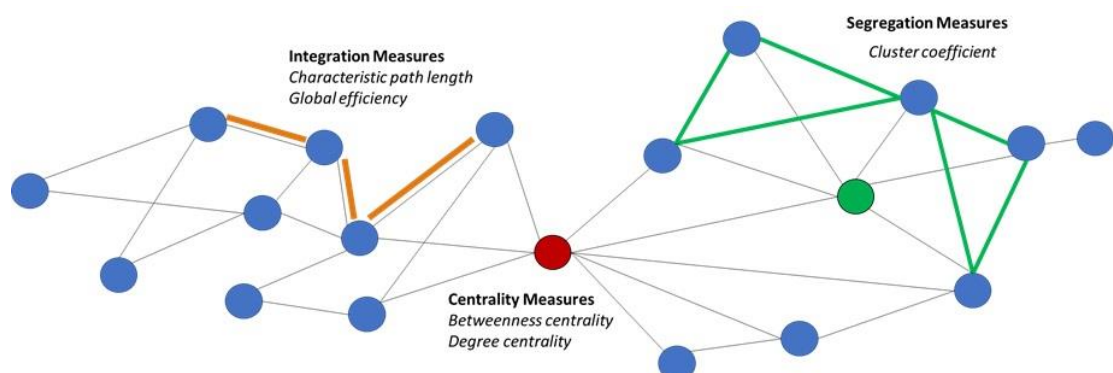 Integration Measures
Characteristic path length
Global efficiency
Segregation Measures
Cluster coefficient
Centrality Measures
Betweenness centrality
Degree centrality